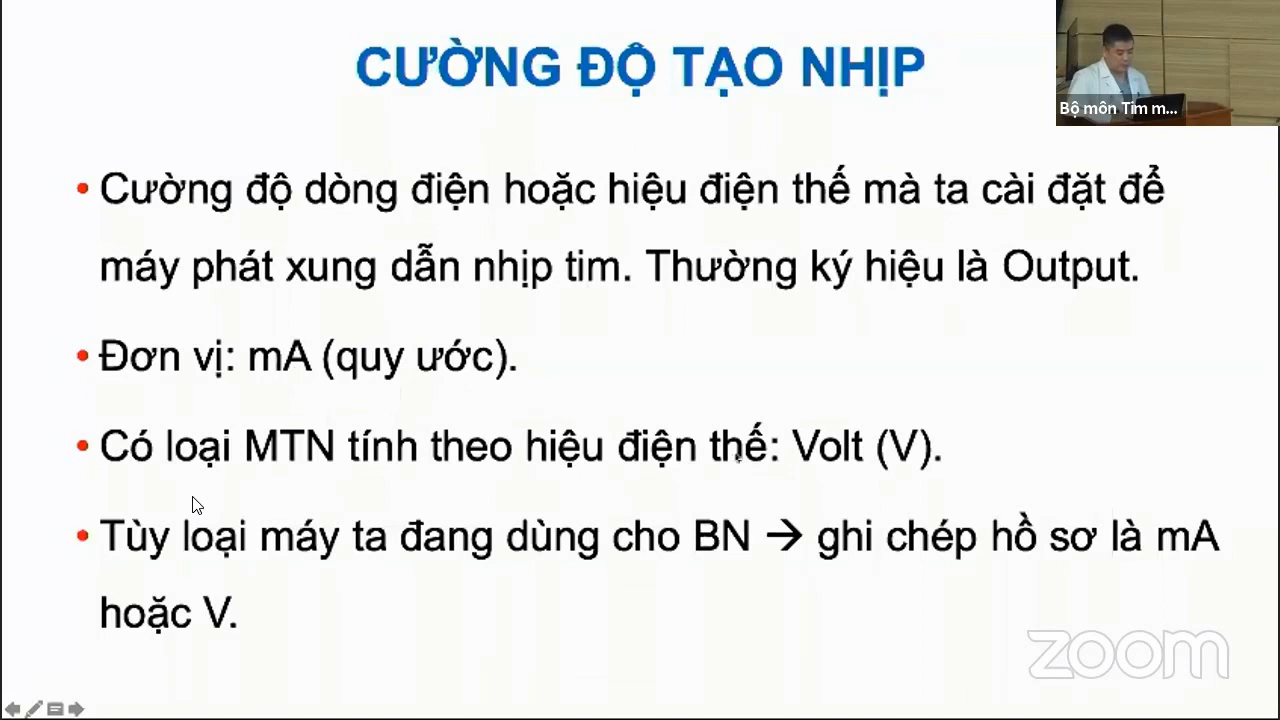 CƯỜNG ĐỘ TẠO NHỊP
Bộ môn Tim m...
• Cường độ dòng điện hoặc hiệu điện thế mà ta cài đặt để
máy phát xung dẫn nhịp tim. Thường ký hiệu là Output.
• Đơn vị: mA (quy ước).
• Có loại MTN tính theo hiệu điện thế: Volt (V).
• Tùy loại máy ta đang dùng cho BN → ghi chép hồ sơ là mA
hoặc V.
zoom